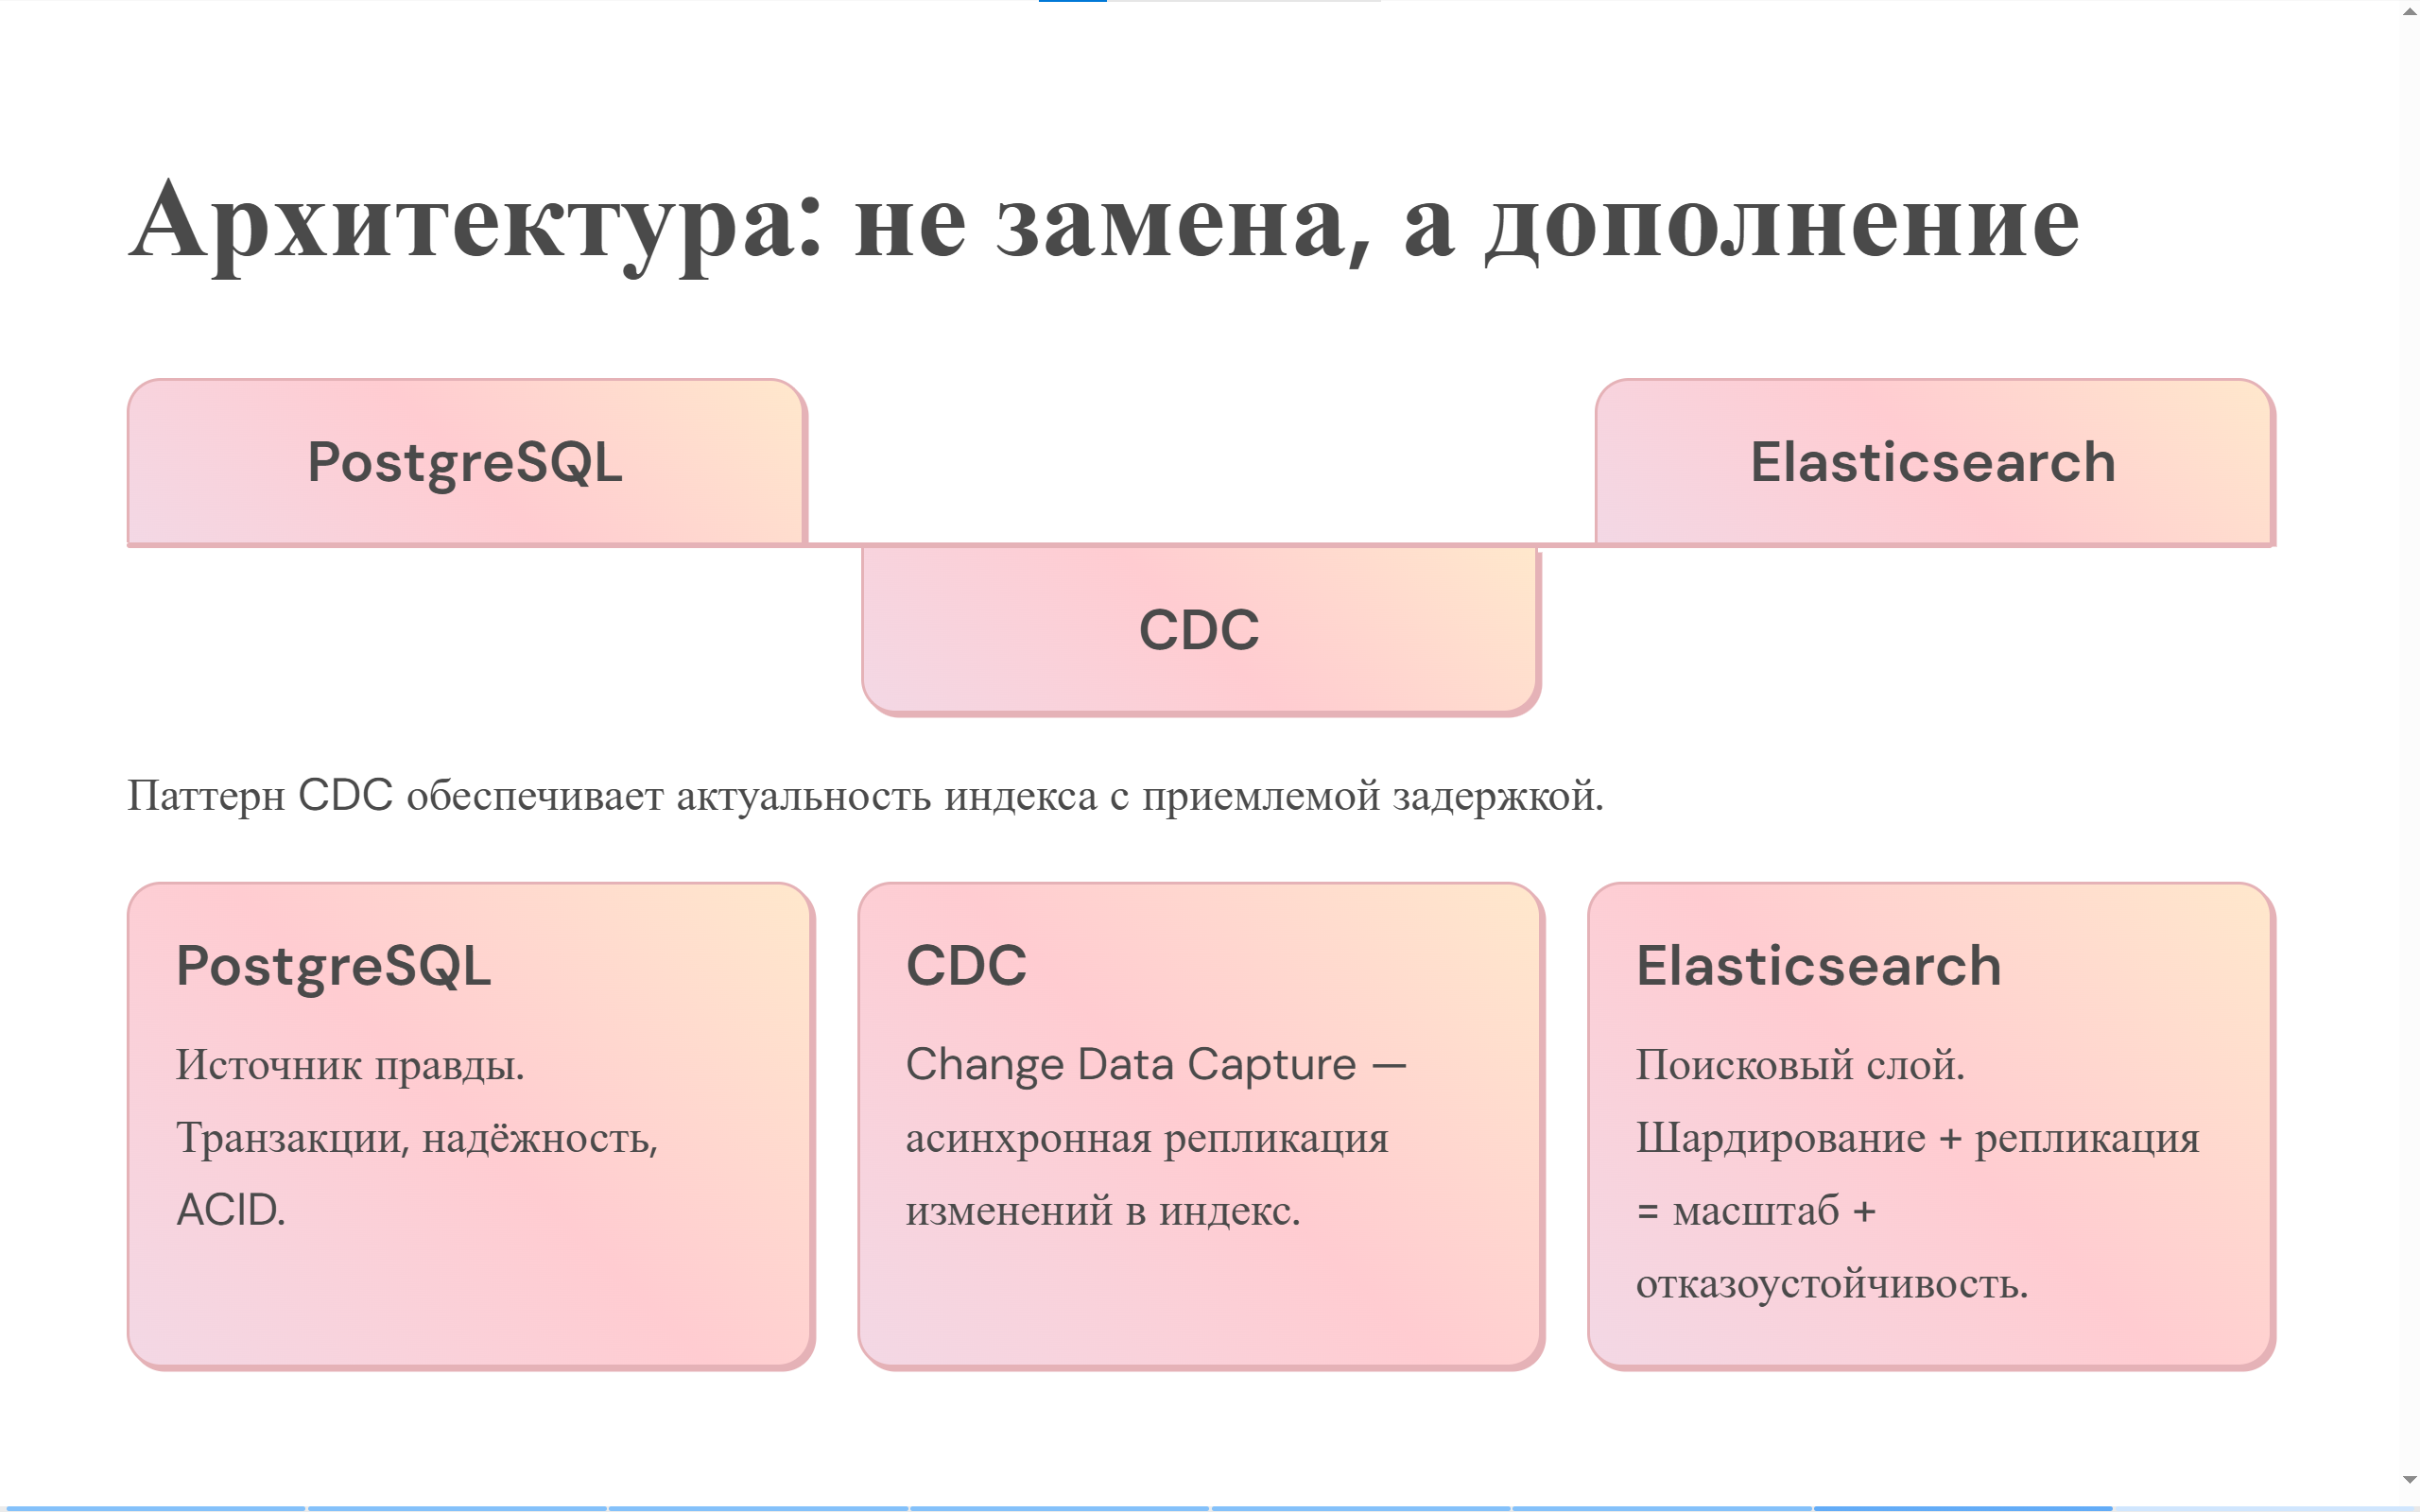 Архитектура: не замена, а дополнение
PostgreSQL
Elasticsearch
CDC
Паттерн CDC обеспечивает актуальность индекса с приемлемой задержкой.
PostgreSQL
Источник правды.
Транзакции, надёжность,
ACID.
CDC
Change Data Capture —
асинхронная репликация
изменений в индекс.
Elasticsearch
Поисковый слой.
Шардирование + репликация
= масштаб +
отказоустойчивость.